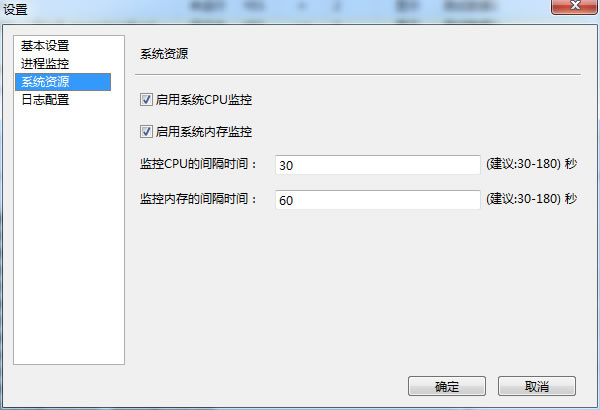 设置
基本设置
进程监控
系统资源
日志配置
系统资源
启用系统CPU监控
启用系统内存监控
监控CPU的间隔时间： 30 (建议:30-180) 秒
监控内存的间隔时间： 60 (建议:30-180) 秒
确定 取消